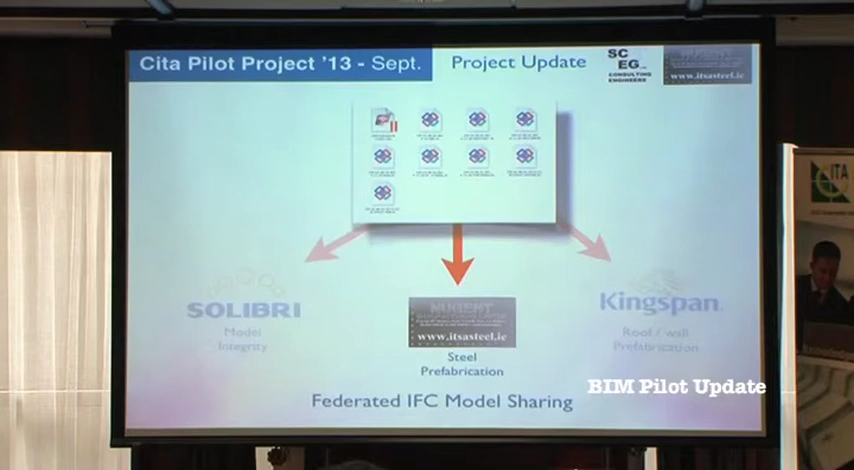 Cita Pilot Project '13 - Sept.
Project Update
SC
EG
CONSULTING
ENGINEERS
www.itsasteel.ie
SOLIBRI
Model
Integrity
NUGENT
www.itsasteel.ie
Steel
Prefabrication
Kingspan
Roof / wall
Prefabrication
Federated IFC Model Sharing
BIM Pilot Update
CITA